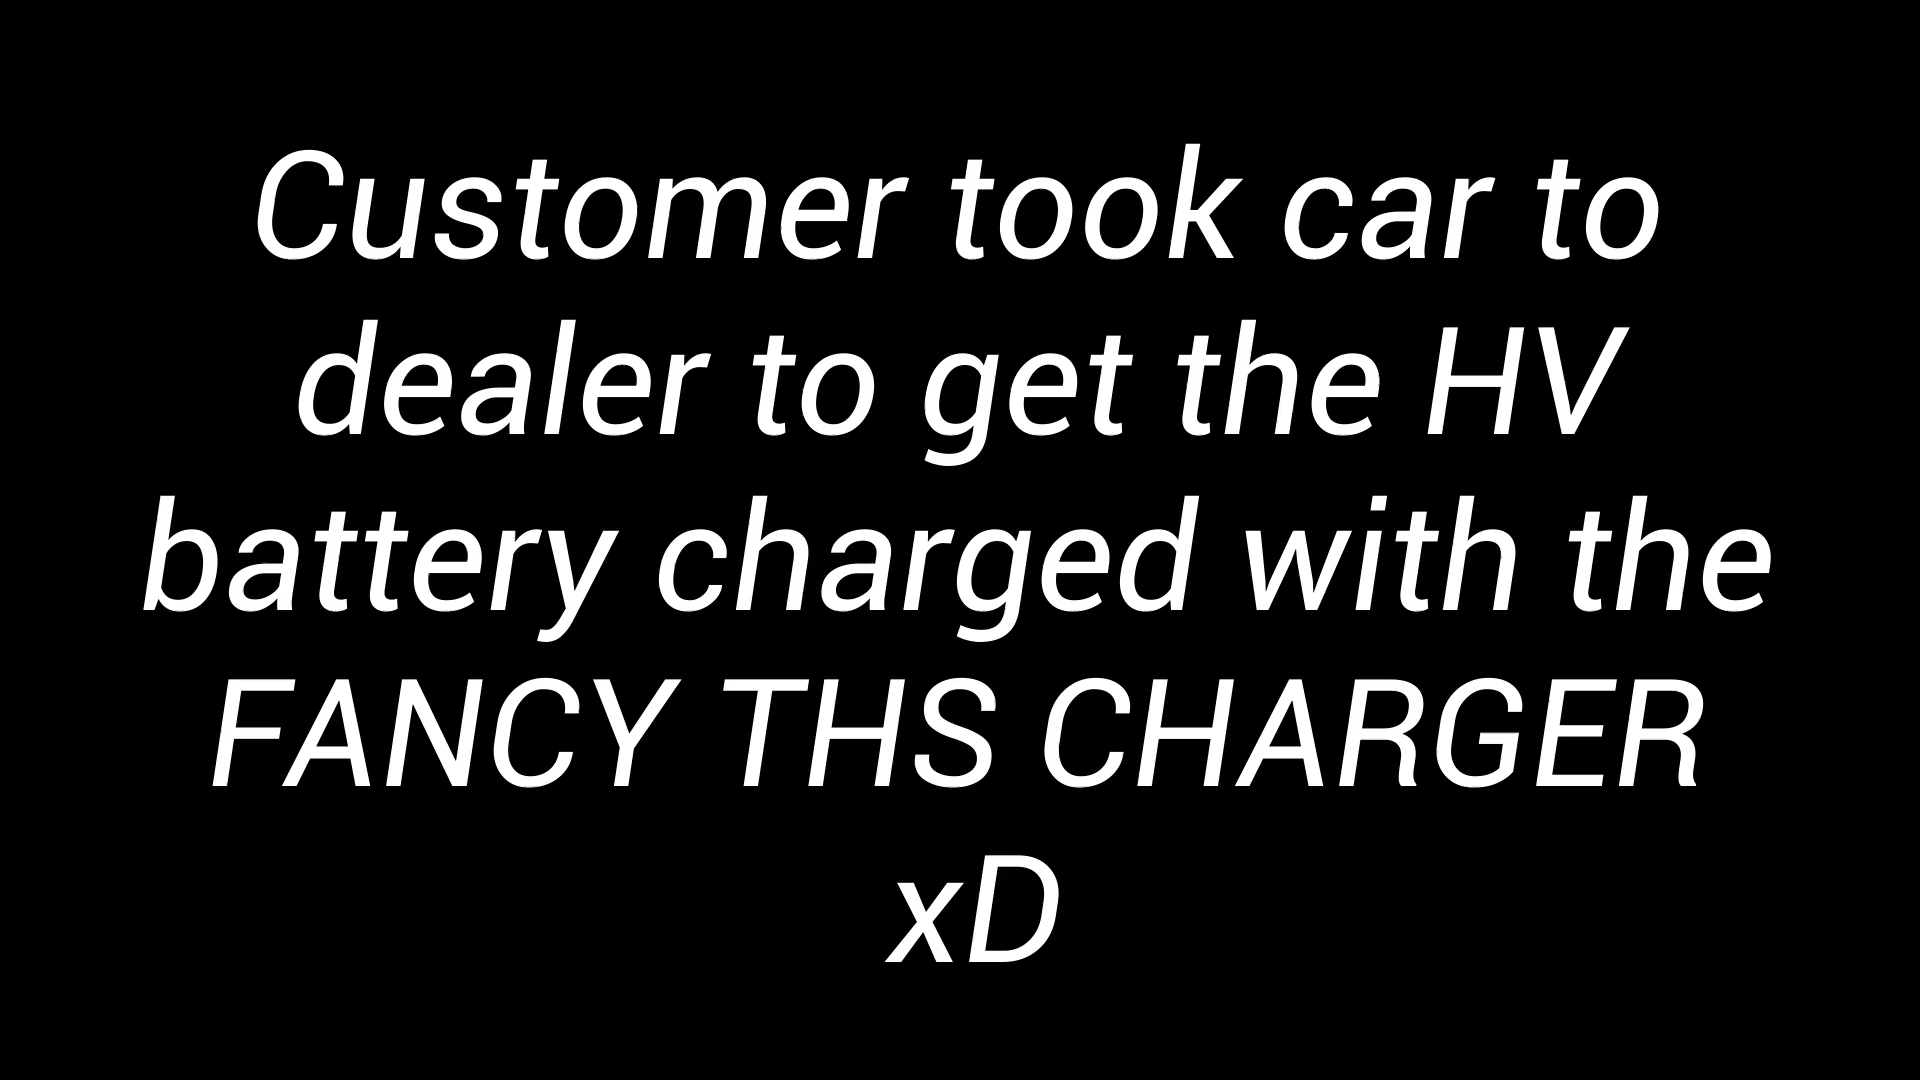 Customer took car to
dealer to get the HV
battery charged with the
FANCY THS CHARGER
xD